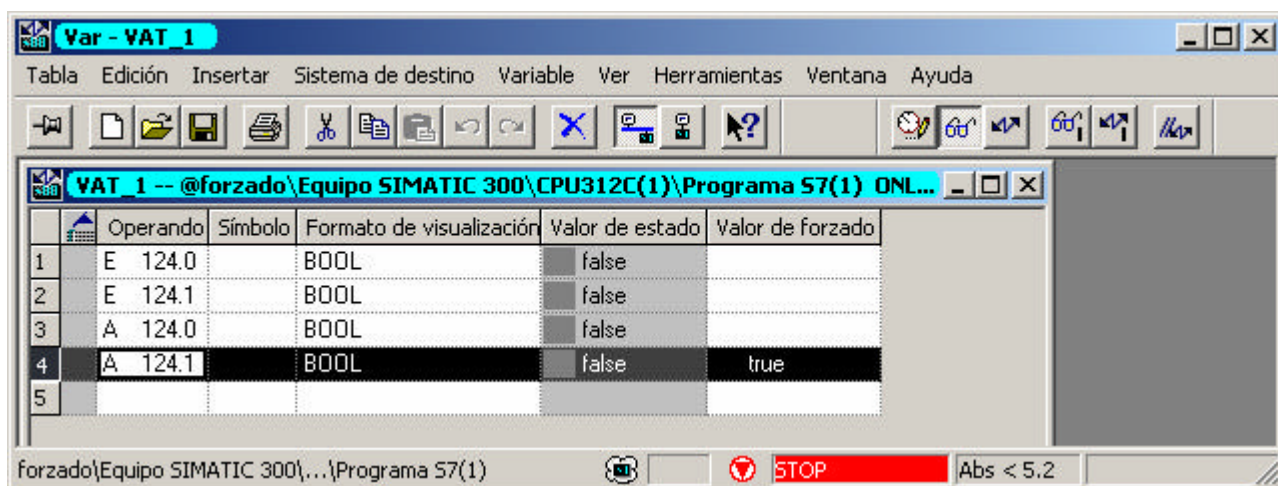 Var - VAT_1
Tabla Edición Insertar Sistema de destino Variable Ver Herramientas Ventana Ayuda
VAT_1 -- @forzado\Equipo SIMATIC 300\CPU312C(1)\Programa S7(1) ONL...
Operando Símbolo Formato de visualización Valor de estado Valor de forzado
1 E 124.0 BOOL false
2 E 124.1 BOOL false
3 A 124.0 BOOL false
4 A 124.1 BOOL false true
5
forzado\Equipo SIMATIC 300\...\Programa S7(1) STOP Abs < 5.2